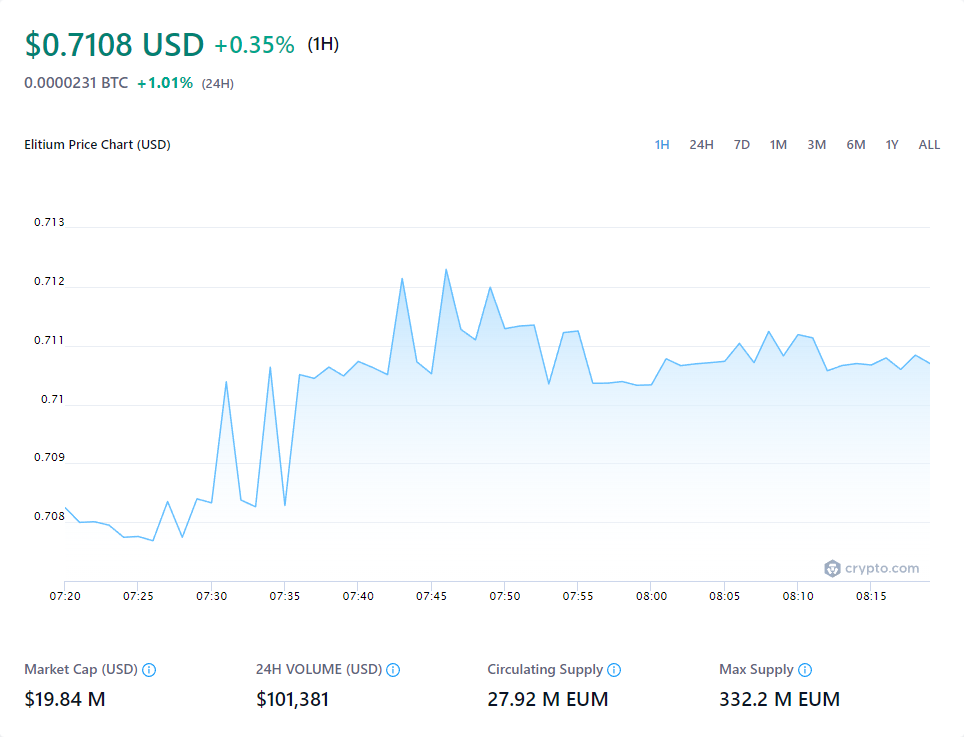 $0.7108 USD +0.35% (1H)
0.0000231 BTC +1.01% (24H)
Elitium Price Chart (USD) 1H 24H 7D 1M 3M 6M 1Y ALL
0.713
0.712
0.711
0.71
0.709
0.708
crypto.com
07:20 07:25 07:30 07:35 07:40 07:45 07:50 07:55 08:00 08:05 08:10 08:15
Market Cap (USD) 24H VOLUME (USD) Circulating Supply Max Supply
$19.84 M $101,381 27.92 M EUM 332.2 M EUM